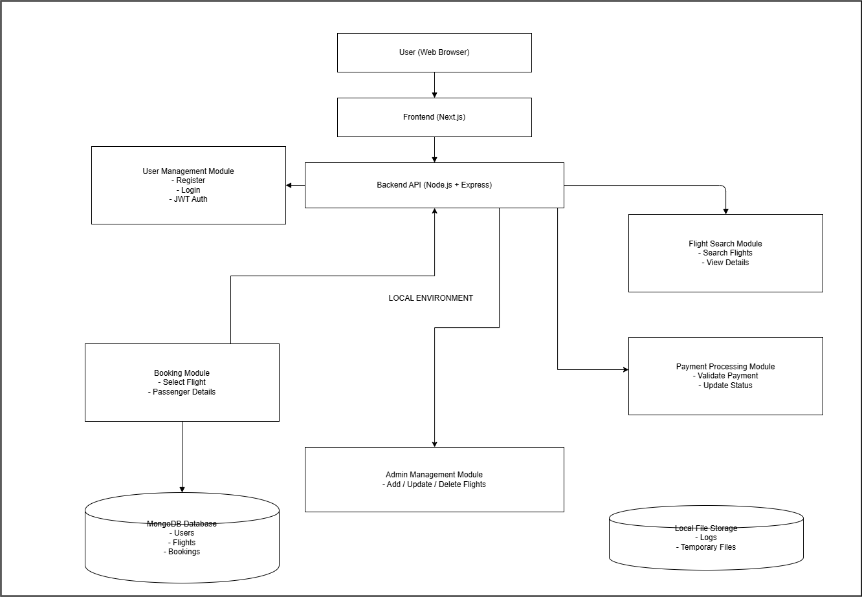 User (Web Browser)
Frontend (Next.js)
Backend API (Node.js + Express)
User Management Module
- Register
- Login
- JWT Auth
Flight Search Module
- Search Flights
- View Details
LOCAL ENVIRONMENT
Booking Module
- Select Flight
- Passenger Details
Payment Processing Module
- Validate Payment
- Update Status
Admin Management Module
- Add / Update / Delete Flights
MongoDB Database
- Users
- Flights
- Bookings
Local File Storage
- Logs
- Temporary Files